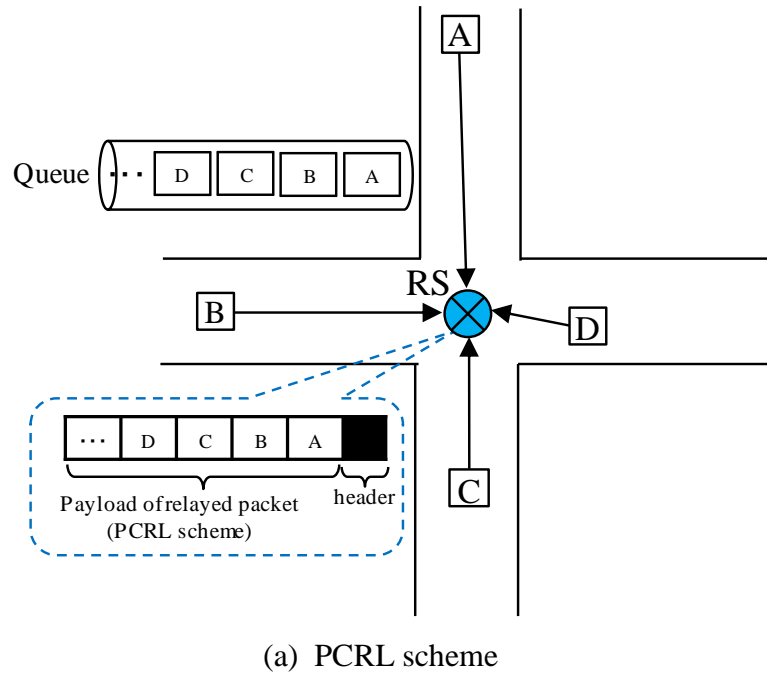 A
Queue ... D C B A
RS
B
D
... D C B A
Payload of relayed packet
(PCRL scheme)
header
C
(a) PCRL scheme